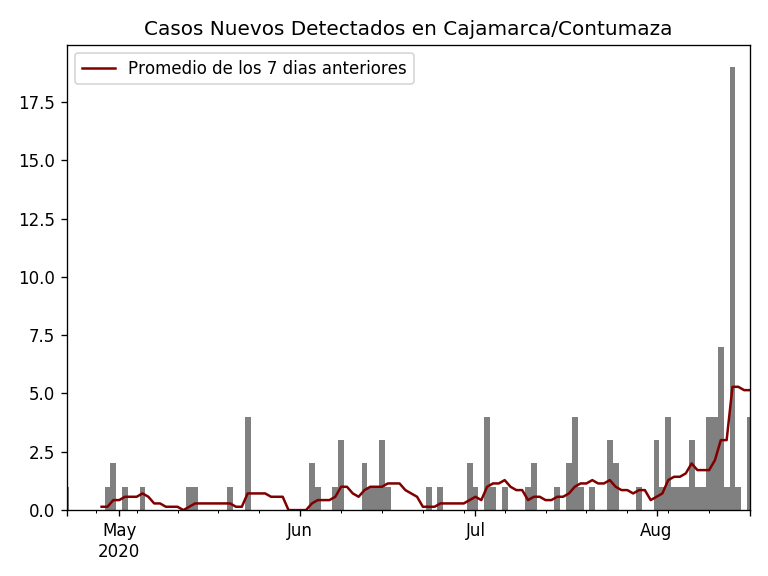 Casos Nuevos Detectados en Cajamarca/Contumaza
Promedio de los 7 dias anteriores
17.5
15.0
12.5
10.0
7.5
5.0
2.5
0.0
May
2020
Jun
Jul
Aug